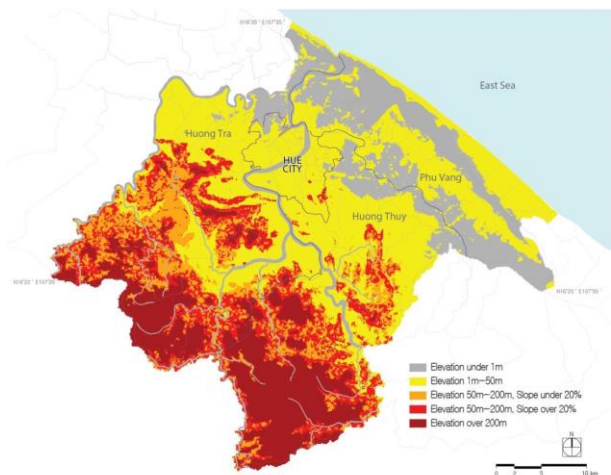 East Sea
Huong Tra
HUE
CITY
Phu Vang
Huong Thuy
Elevation under 1m
Elevation 1m~50m
Elevation 50m~200m, Slope under 20%
Elevation 50m~200m, Slope over 20%
Elevation over 200m
N
10 km